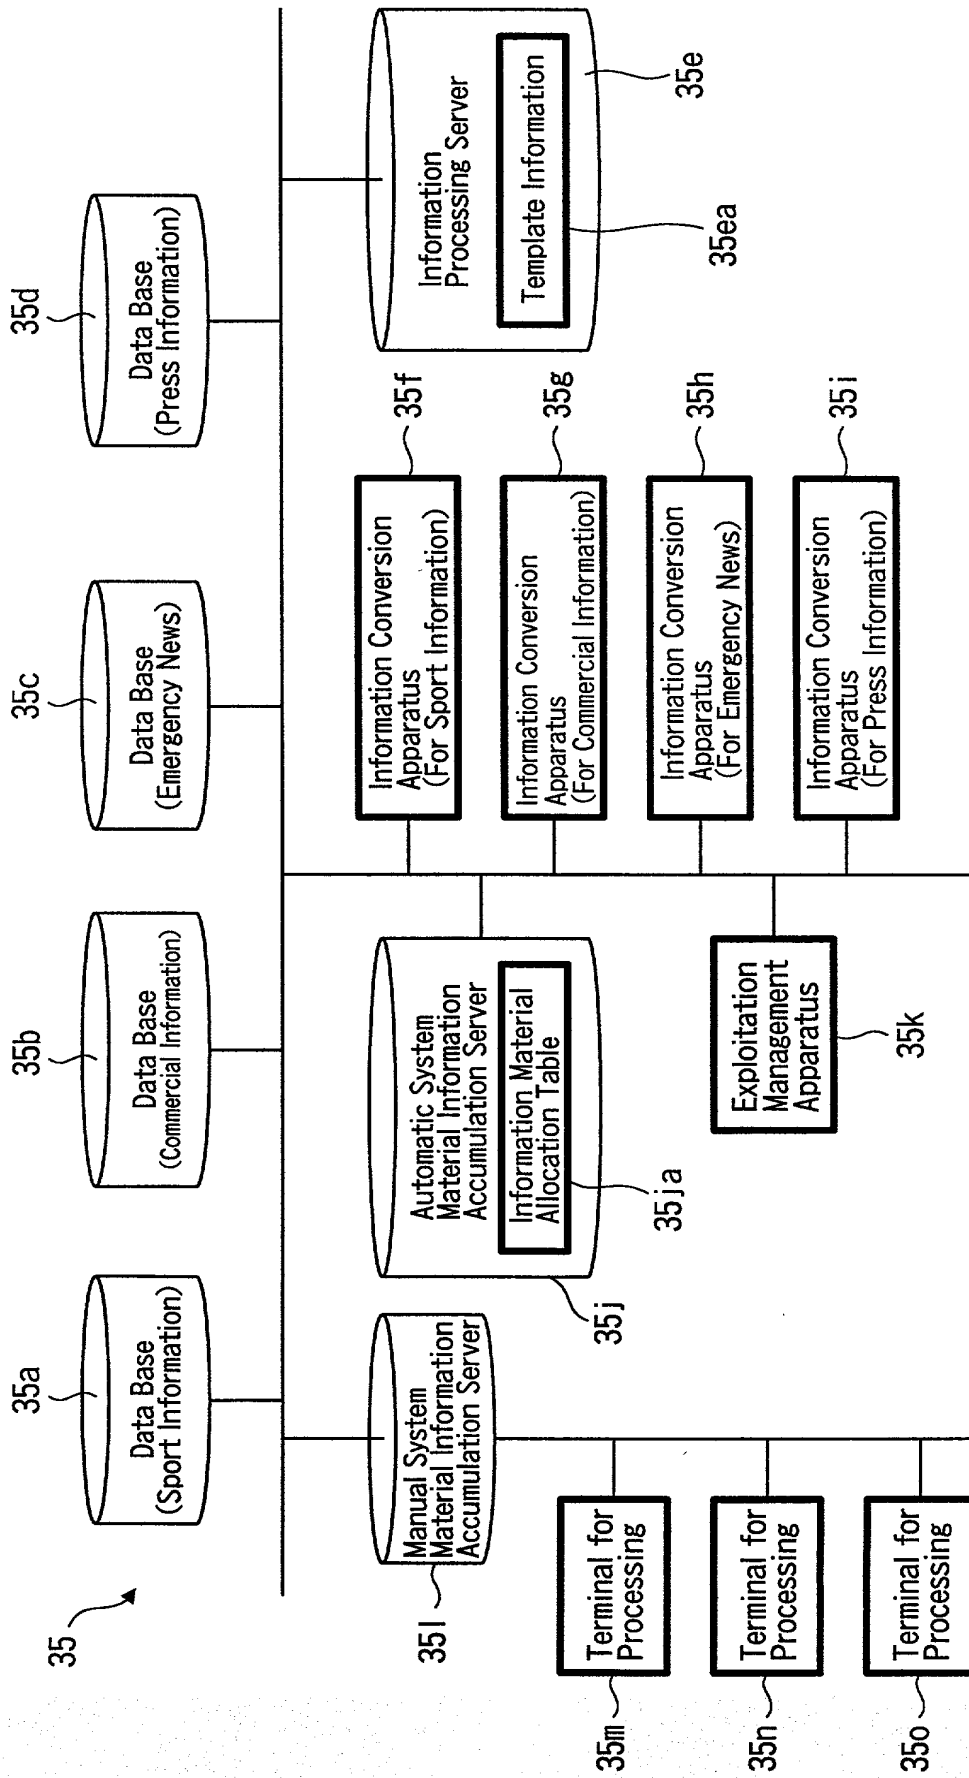 35
35a
Data Base
(Sport Information)
35b
Data Base
(Commercial Information)
35c
Data Base
(Emergency News)
35d
Data Base
(Press Information)
Manual System
Material Information
Accumulation Server
35l
Automatic System
Material Information
Accumulation Server
Information Material
Allocation Table
35ja
35j
Information Conversion
Apparatus
(For Sport Information)
35f
Information Conversion
Apparatus
(For Commercial Information)
35g
Information Conversion
Apparatus
(For Emergency News)
35h
Information Conversion
Apparatus
(For Press Information)
35i
Information
Processing Server
Template Information
35ea
35e
Terminal for
Processing
35m
Terminal for
Processing
35n
Terminal for
Processing
35o
Exploitation
Management
Apparatus
35k